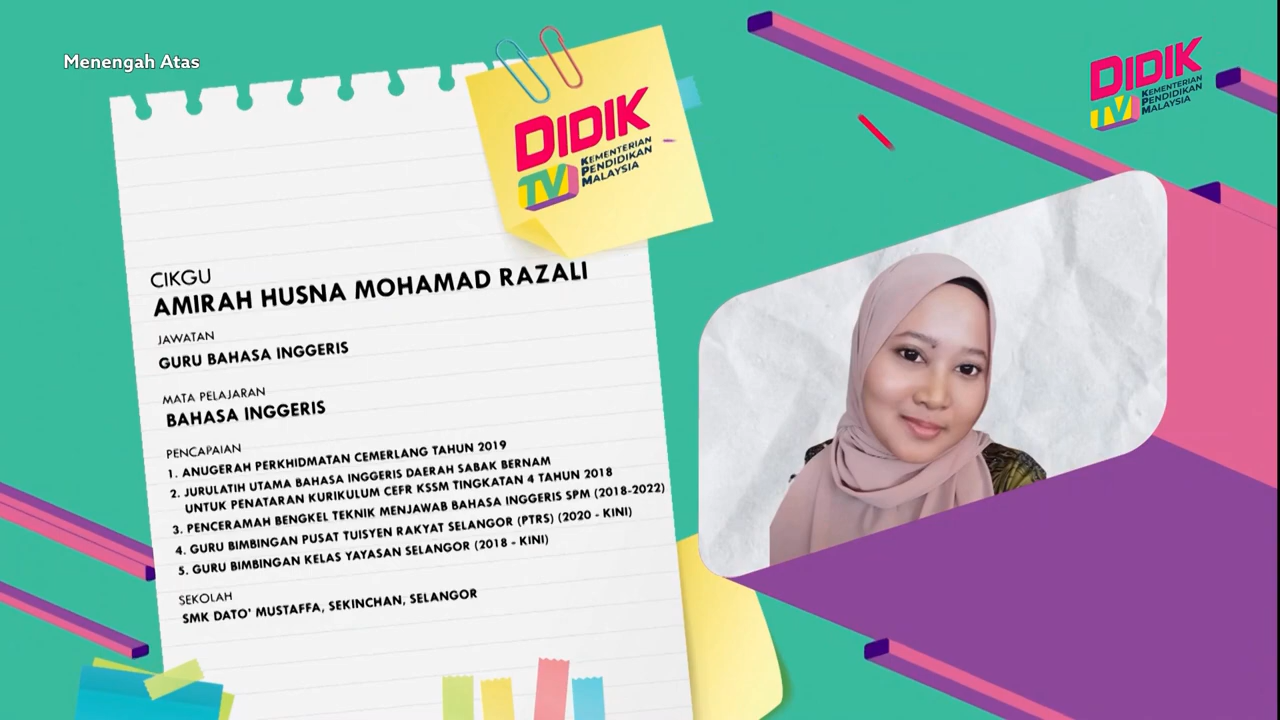 Menengah Atas
DIDIK
TV
KEMENTERIAN
PENDIDIKAN
MALAYSIA
DIDIK
TV
KEMENTERIAN
PENDIDIKAN
MALAYSIA
CIKGU
AMIRAH HUSNA MOHAMAD RAZALI
JAWATAN
GURU BAHASA INGGERIS
MATA PELAJARAN
BAHASA INGGERIS
PENCAPAIAN
1. ANUGERAH PERKHIDMATAN CEMERLANG TAHUN 2019
2. JURULATIH UTAMA BAHASA INGGERIS DAERAH SABAK BERNAM
UNTUK PENATARAN KURIKULUM CEFR KSSM TINGKATAN 4 TAHUN 2018
3. PENCERAMAH BENGKEL TEKNIK MENJAWAB BAHASA INGGERIS SPM (2018-2022)
4. GURU BIMBINGAN PUSAT TUISYEN RAKYAT SELANGOR (PTRS) (2020 - KINI)
5. GURU BIMBINGAN KELAS YAYASAN SELANGOR (2018 - KINI)
SEKOLAH
SMK DATO' MUSTAFFA, SEKINCHAN, SELANGOR